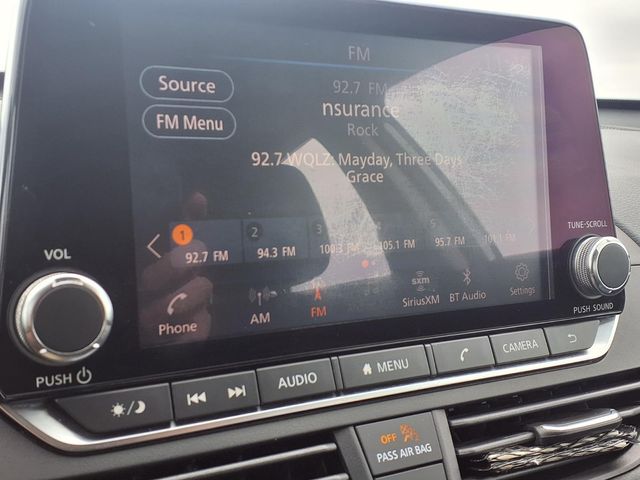 FM
Source
92.7 FM
nsurance
FM Menu
Rock
92.7 WQLZ: Mayday, Three Days
Grace
1 2 3 5
92.7 FM 94.3 FM 100.3 FM 105.1 FM 95.7 FM 101.1 FM
Phone AM FM SiriusXM BT Audio Settings
sxm
VOL
PUSH
TUNE·SCROLL
PUSH SOUND
AUDIO MENU CAMERA
OFF
PASS AIR BAG